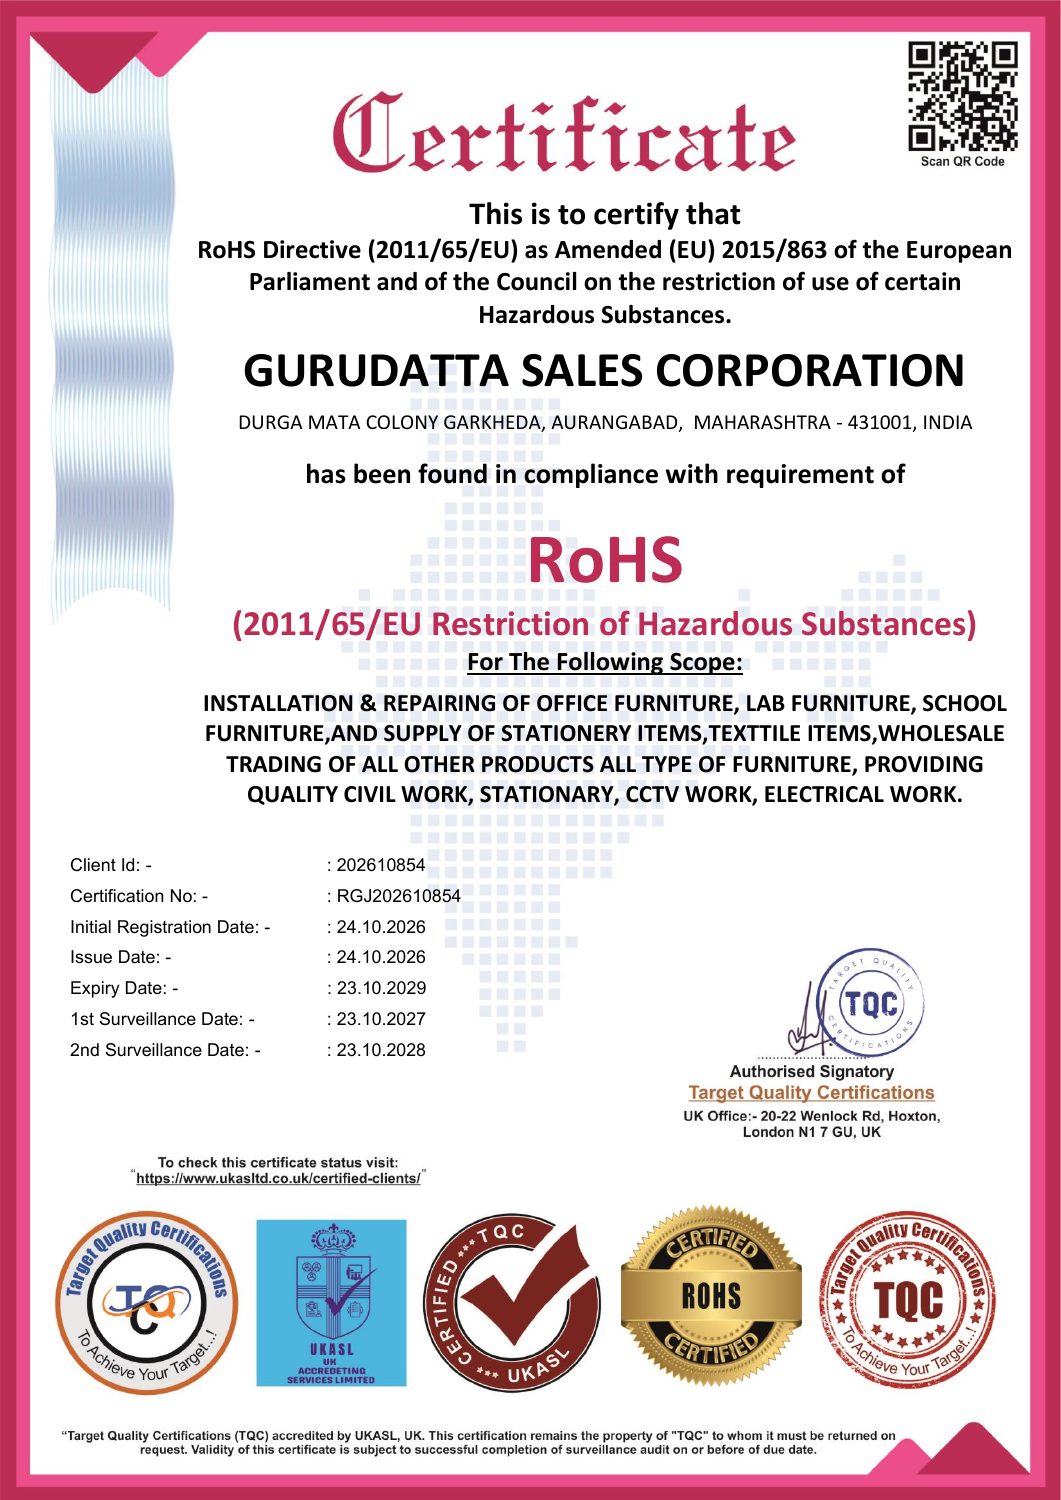 Certificate
Scan QR Code
This is to certify that
RoHS Directive (2011/65/EU) as Amended (EU) 2015/863 of the European
Parliament and of the Council on the restriction of use of certain
Hazardous Substances.
GURUDATTA SALES CORPORATION
DURGA MATA COLONY GARKHEDA, AURANGABAD, MAHARASHTRA - 431001, INDIA
has been found in compliance with requirement of
RoHS
(2011/65/EU Restriction of Hazardous Substances)
For The Following Scope:
INSTALLATION & REPAIRING OF OFFICE FURNITURE, LAB FURNITURE, SCHOOL
FURNITURE,AND SUPPLY OF STATIONERY ITEMS,TEXTTILE ITEMS,WHOLESALE
TRADING OF ALL OTHER PRODUCTS ALL TYPE OF FURNITURE, PROVIDING
QUALITY CIVIL WORK, STATIONARY, CCTV WORK, ELECTRICAL WORK.
Client Id: - : 202610854
Certification No: - : RGJ202610854
Initial Registration Date: - : 24.10.2026
Issue Date: - : 24.10.2026
Expiry Date: - : 23.10.2029
1st Surveillance Date: - : 23.10.2027
2nd Surveillance Date: - : 23.10.2028
TARGET QUALITY
TQC
CERTIFICATIONS
Authorised Signatory
Target Quality Certifications
UK Office:- 20-22 Wenlock Rd, Hoxton,
London N1 7 GU, UK
To check this certificate status visit:
"https://www.ukasltd.co.uk/certified-clients/"
Target Quality Certifications
TQC
To Achieve Your Target...!
UKASL
UK
ACCREDETING
SERVICES LIMITED
CERTIFIED *** TQC
*** UKASL
CERTIFIED
ROHS
CERTIFIED
Target Quality Certifications
TQC
To Achieve Your Target...!
"Target Quality Certifications (TQC) accredited by UKASL, UK. This certification remains the property of "TQC" to whom it must be returned on
request. Validity of this certificate is subject to successful completion of surveillance audit on or before of due date.